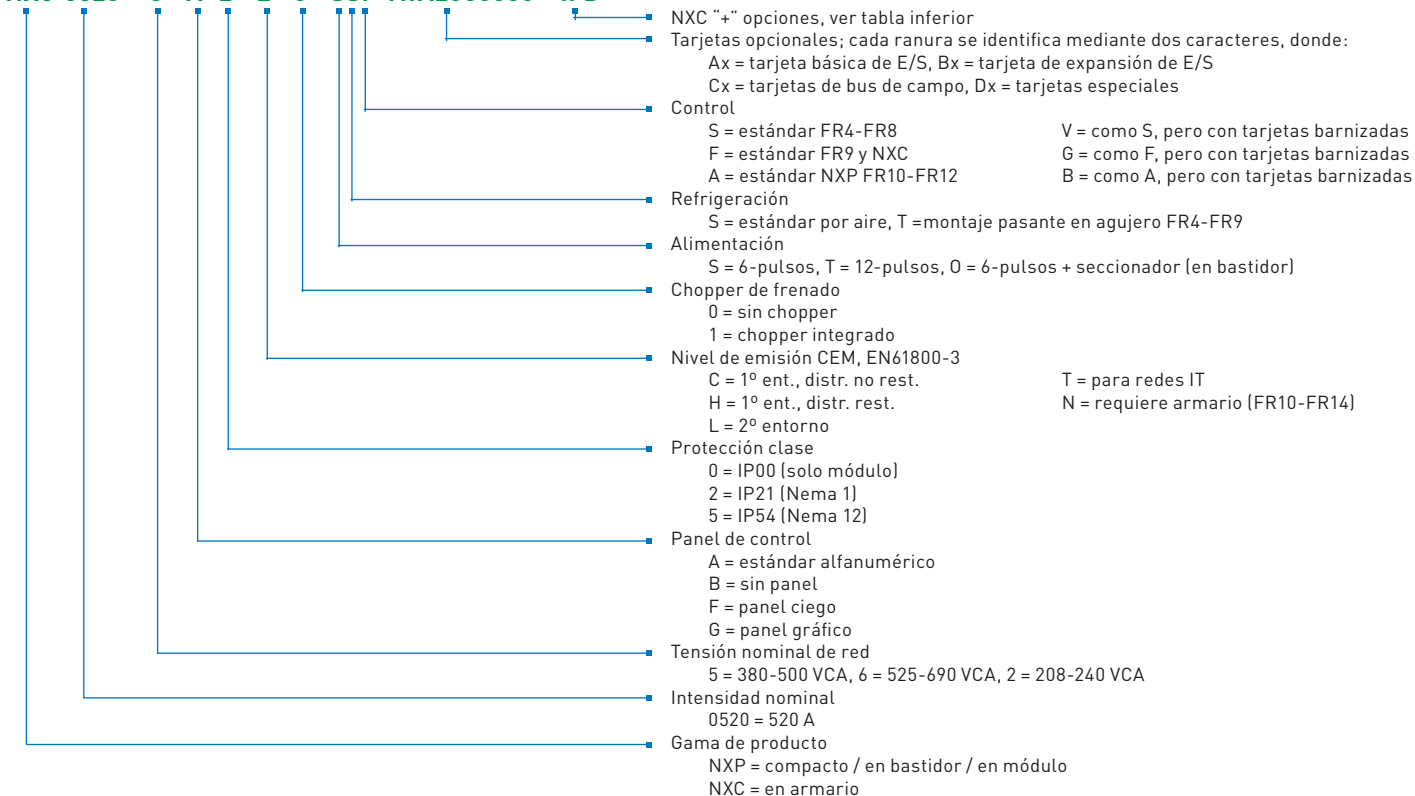 NXC “+” opciones, ver tabla inferior
Tarjetas opcionales; cada ranura se identifica mediante dos caracteres, donde:
Ax = tarjeta básica de E/S, Bx = tarjeta de expansión de E/S
Cx = tarjetas de bus de campo, Dx = tarjetas especiales
Control
S = estándar FR4-FR8 V = como S, pero con tarjetas barnizadas
F = estándar FR9 y NXC G = como F, pero con tarjetas barnizadas
A = estándar NXP FR10-FR12 B = como A, pero con tarjetas barnizadas
Refrigeración
S = estándar por aire, T =montaje pasante en agujero FR4-FR9
Alimentación
S = 6-pulsos, T = 12-pulsos, O = 6-pulsos + seccionador (en bastidor)
Chopper de frenado
0 = sin chopper
1 = chopper integrado
Nivel de emisión CEM, EN61800-3
C = 1º ent., distr. no rest. T = para redes IT
H = 1º ent., distr. rest. N = requiere armario (FR10-FR14)
L = 2º entorno
Protección clase
0 = IP00 (solo módulo)
2 = IP21 (Nema 1)
5 = IP54 (Nema 12)
Panel de control
A = estándar alfanumérico
B = sin panel
F = panel ciego
G = panel gráfico
Tensión nominal de red
5 = 380-500 VCA, 6 = 525-690 VCA, 2 = 208-240 VCA
Intensidad nominal
0520 = 520 A
Gama de producto
NXP = compacto / en bastidor / en módulo
NXC = en armario